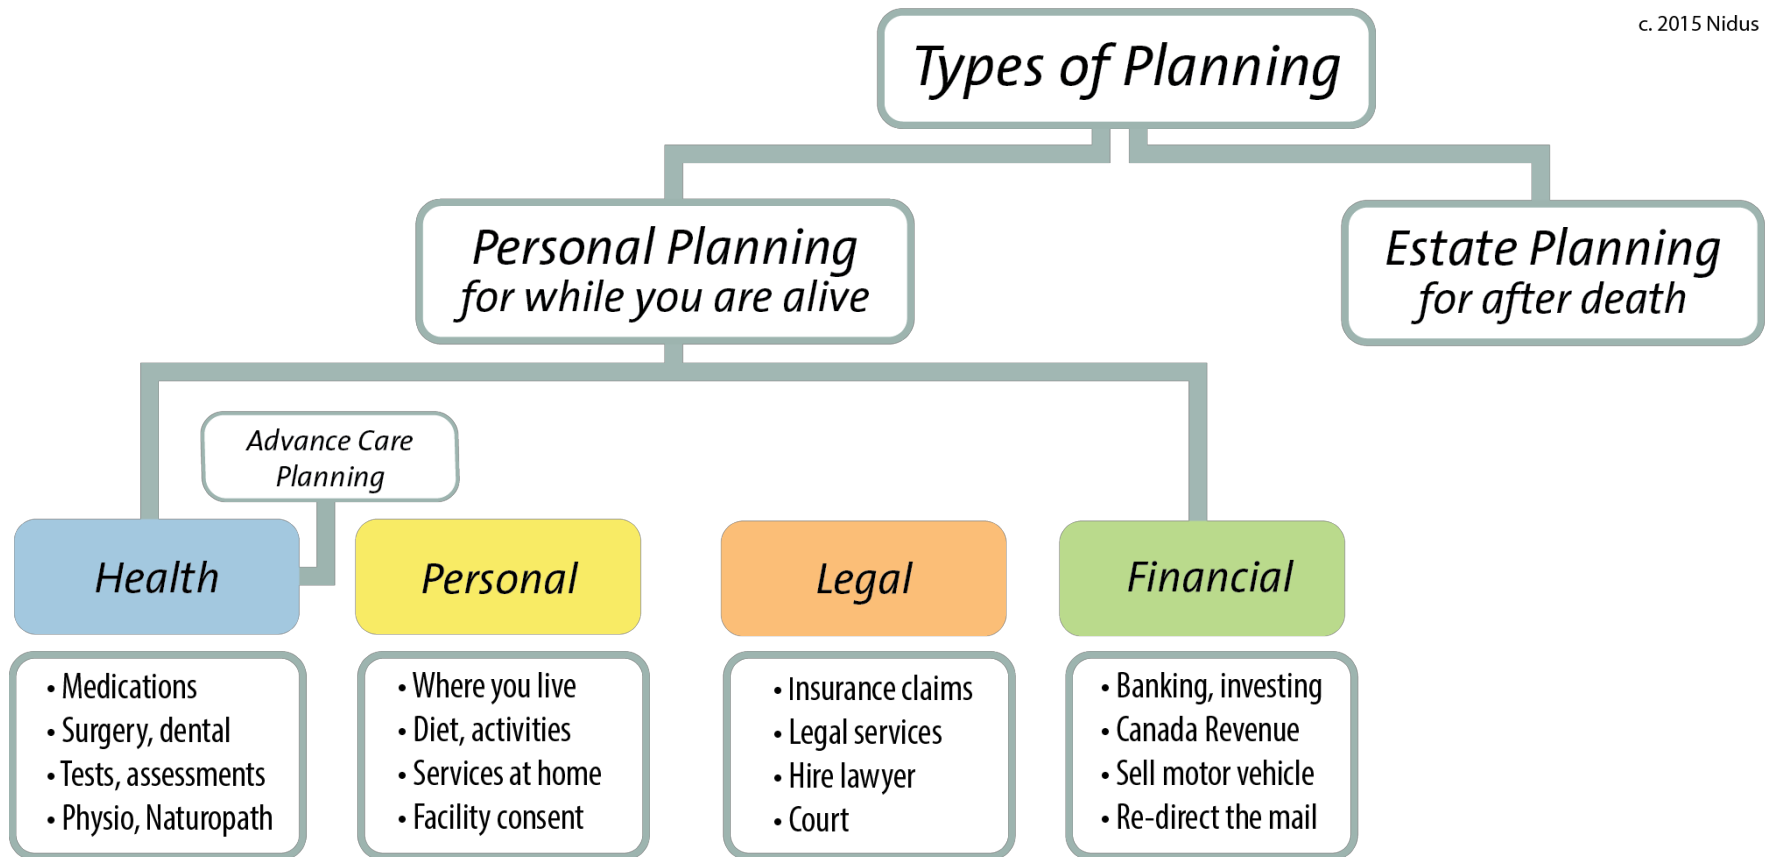 c. 2015 Nidus
Types of Planning
Personal Planning
for while you are alive
Estate Planning
for after death
Advance Care
Planning
Health
Personal
Legal
Financial
• Medications
• Surgery, dental
• Tests, assessments
• Physio, Naturopath
• Where you live
• Diet, activities
• Services at home
• Facility consent
• Insurance claims
• Legal services
• Hire lawyer
• Court
• Banking, investing
• Canada Revenue
• Sell motor vehicle
• Re-direct the mail